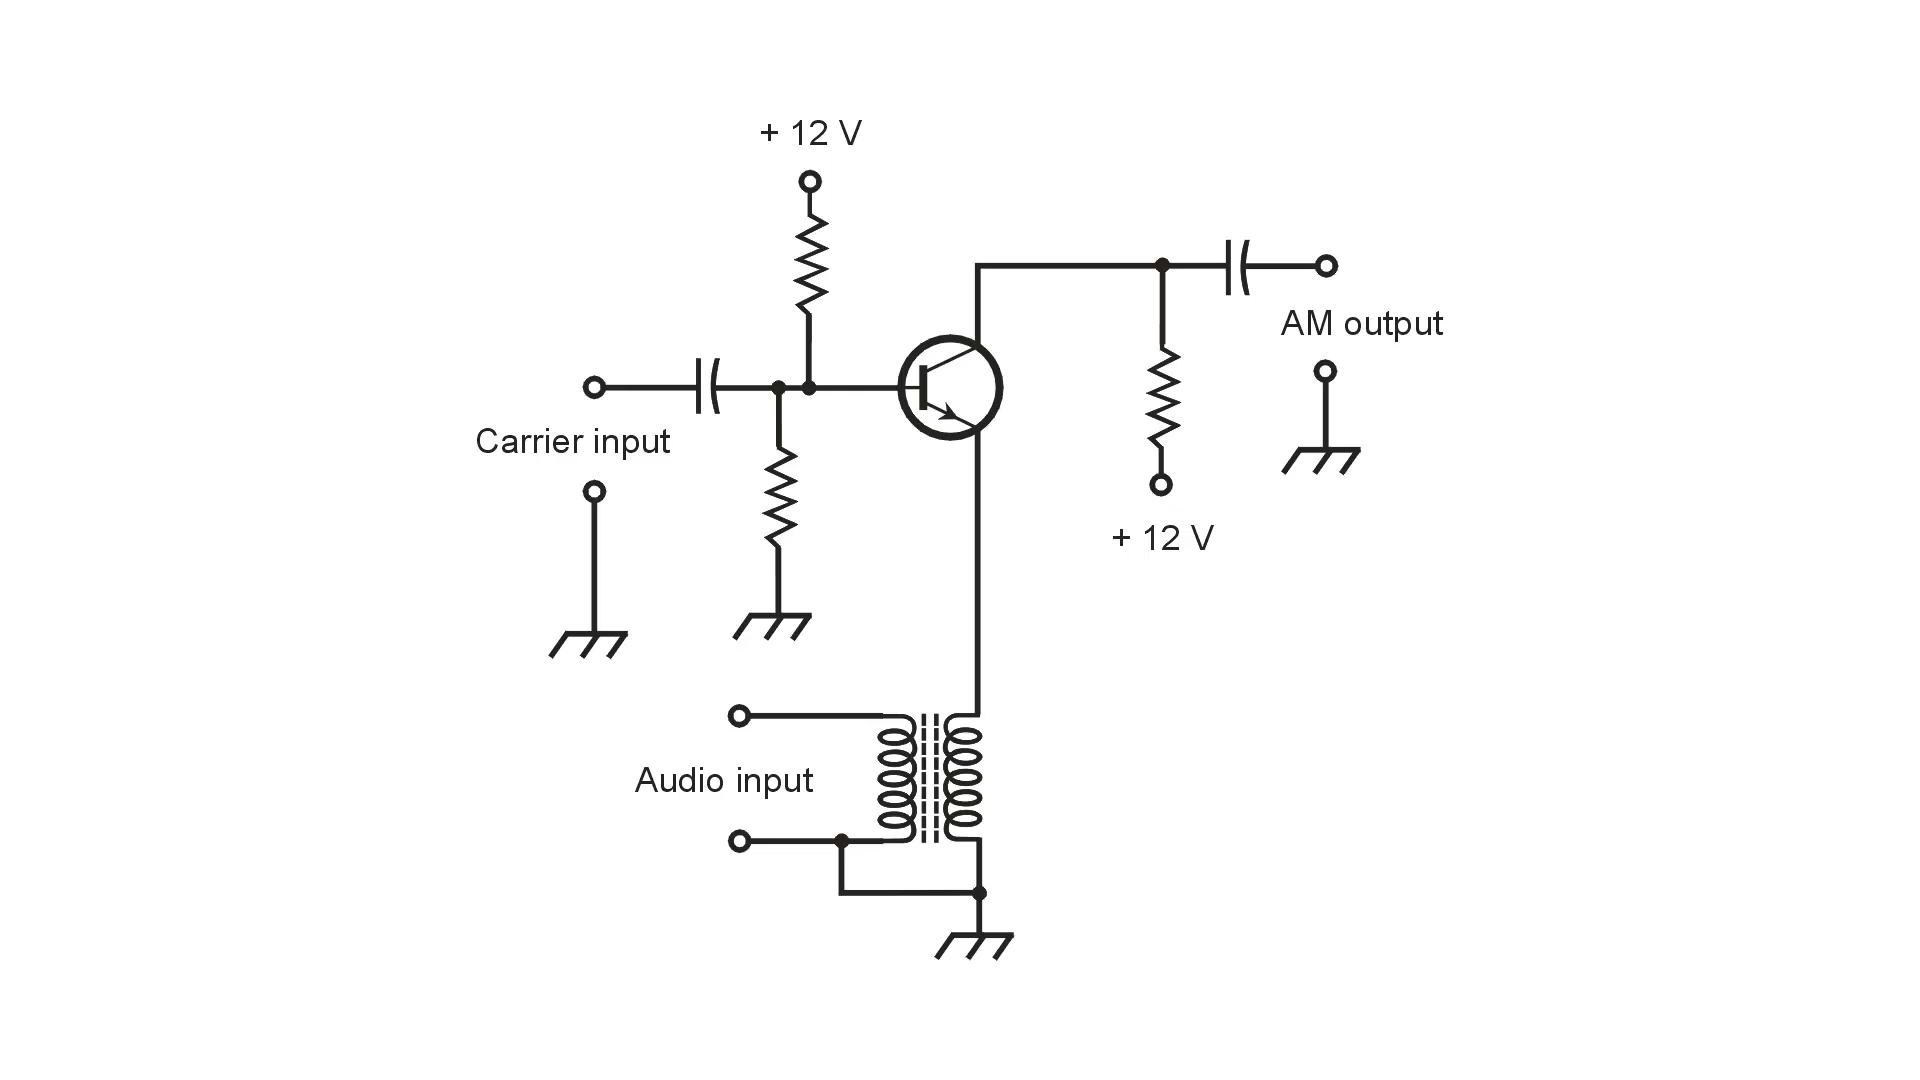 + 12 V
AM output
Carrier input
+ 12 V
Audio input